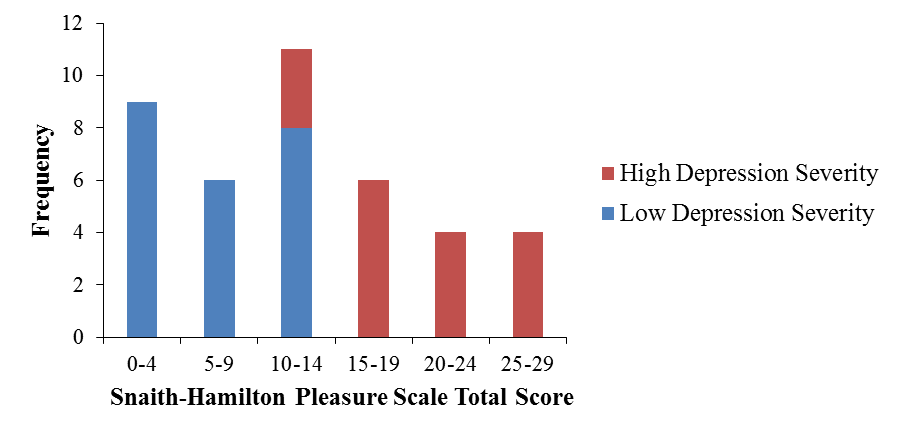 12
10
8
6
4
2
0
Frequency
0-4 5-9 10-14 15-19 20-24 25-29
Snaith-Hamilton Pleasure Scale Total Score
High Depression Severity
Low Depression Severity